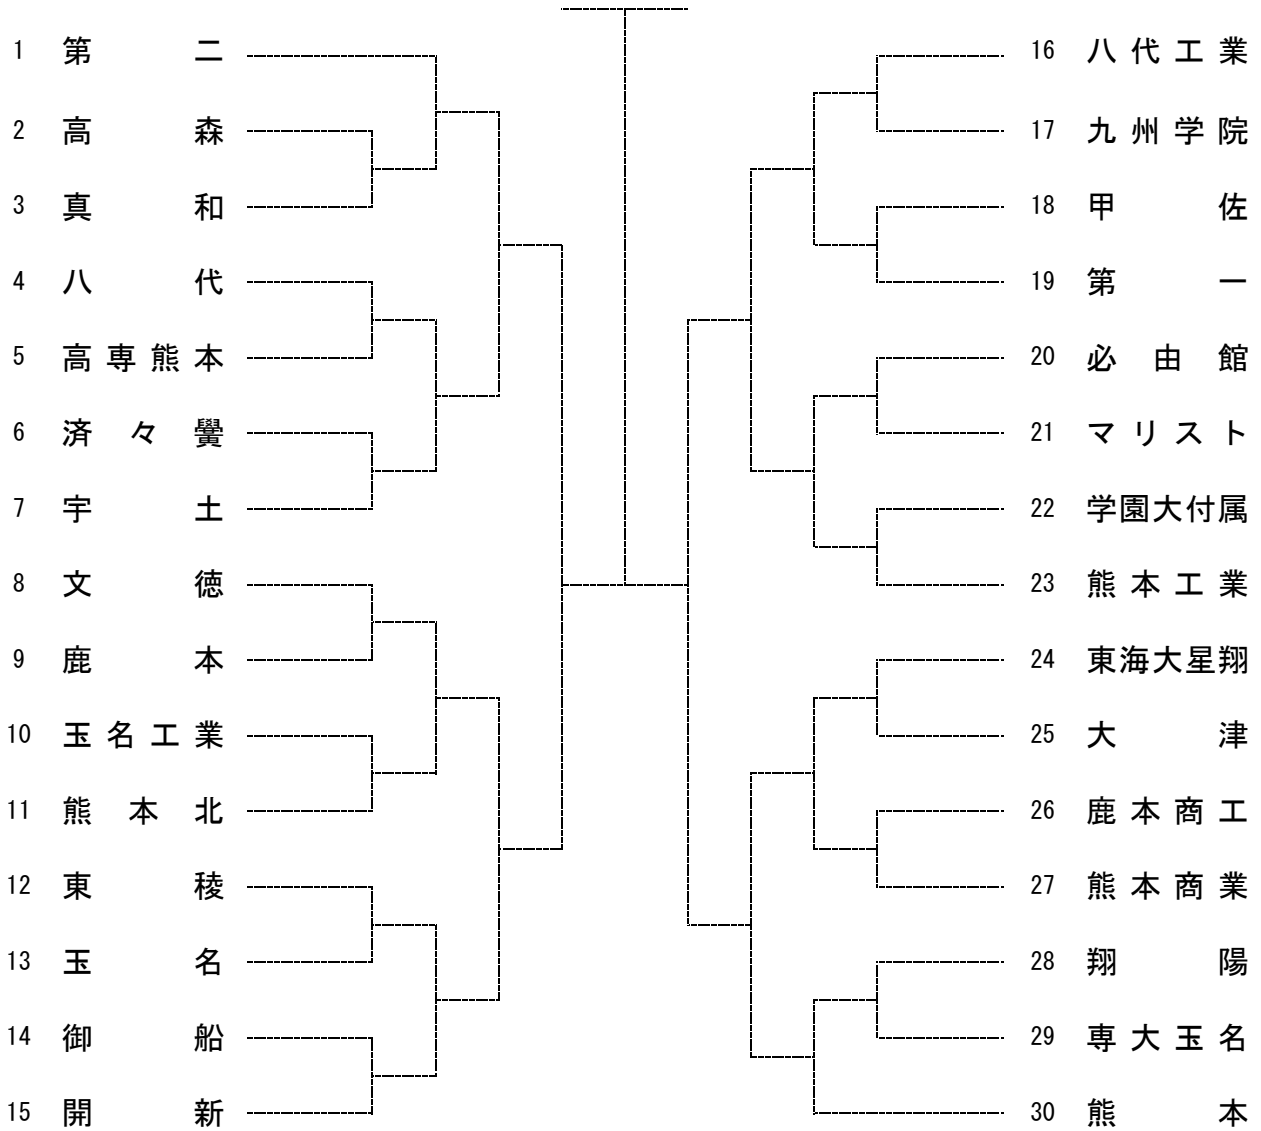 1 第二
2 高森
3 真和
4 八代
5 高専熊本
6 済々黌
7 宇土
8 文徳
9 鹿本
10 玉名工業
11 熊本北
12 東稜
13 玉名
14 御船
15 開新
16 八代工業
17 九州学院
18 甲佐
19 第一
20 必由館
21 マリスト
22 学園大付属
23 熊本工業
24 東海大星翔
25 大津
26 鹿本商工
27 熊本商業
28 翔陽
29 専大玉名
30 熊本